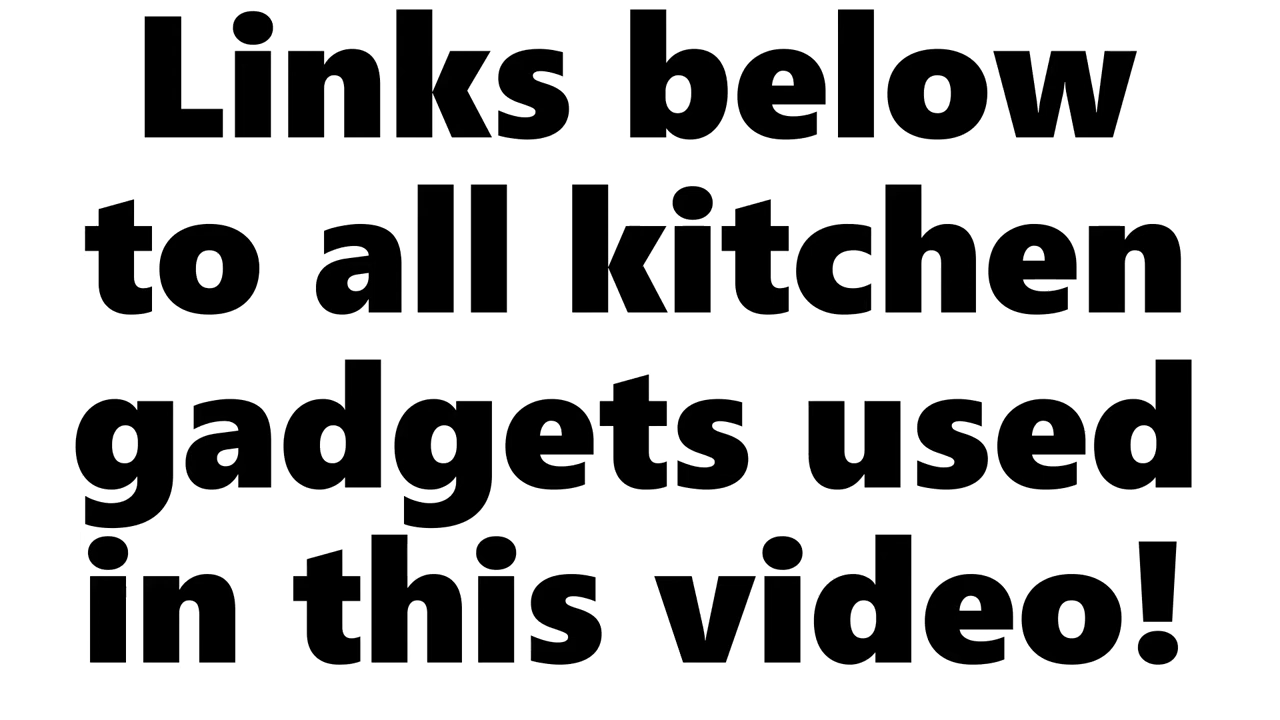 Links below
to all kitchen
gadgets used
in this video!